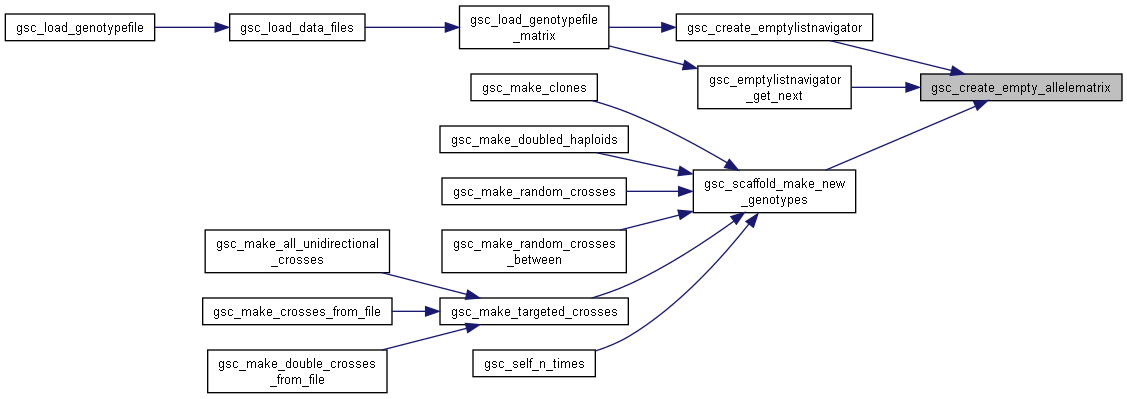 gsc_load_genotypefile
gsc_load_data_files
gsc_load_genotypefile
_matrix
gsc_create_emptylistnavigator
gsc_emptylistnavigator
_get_next
gsc_create_empty_allelematrix
gsc_make_clones
gsc_make_doubled_haploids
gsc_make_random_crosses
gsc_scaffold_make_new
_genotypes
gsc_make_random_crosses
_between
gsc_make_all_unidirectional
_crosses
gsc_make_crosses_from_file
gsc_make_targeted_crosses
gsc_make_double_crosses
_from_file
gsc_self_n_times